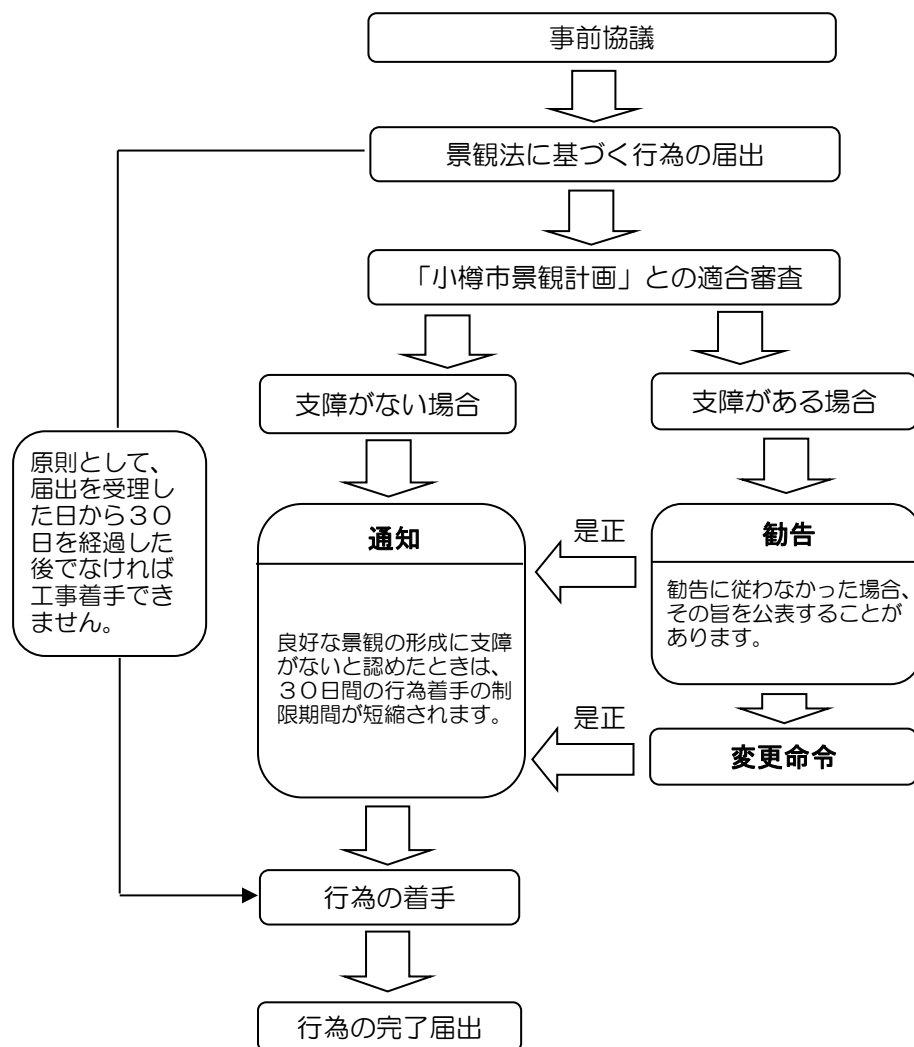 事前協議
景観法に基づく行為の届出
「小樽市景観計画」との適合審査
支障がない場合
支障がある場合
原則として、
届出を受理し
た日から３０
日を経過した
後でなければ
工事着手でき
ません。
通知
良好な景観の形成に支障
がないと認めたときは、
３０日間の行為着手の制
限期間が短縮されます。
是正
勧告
勧告に従わなかった場合、
その旨を公表することが
あります。
是正
変更命令
行為の着手
行為の完了届出